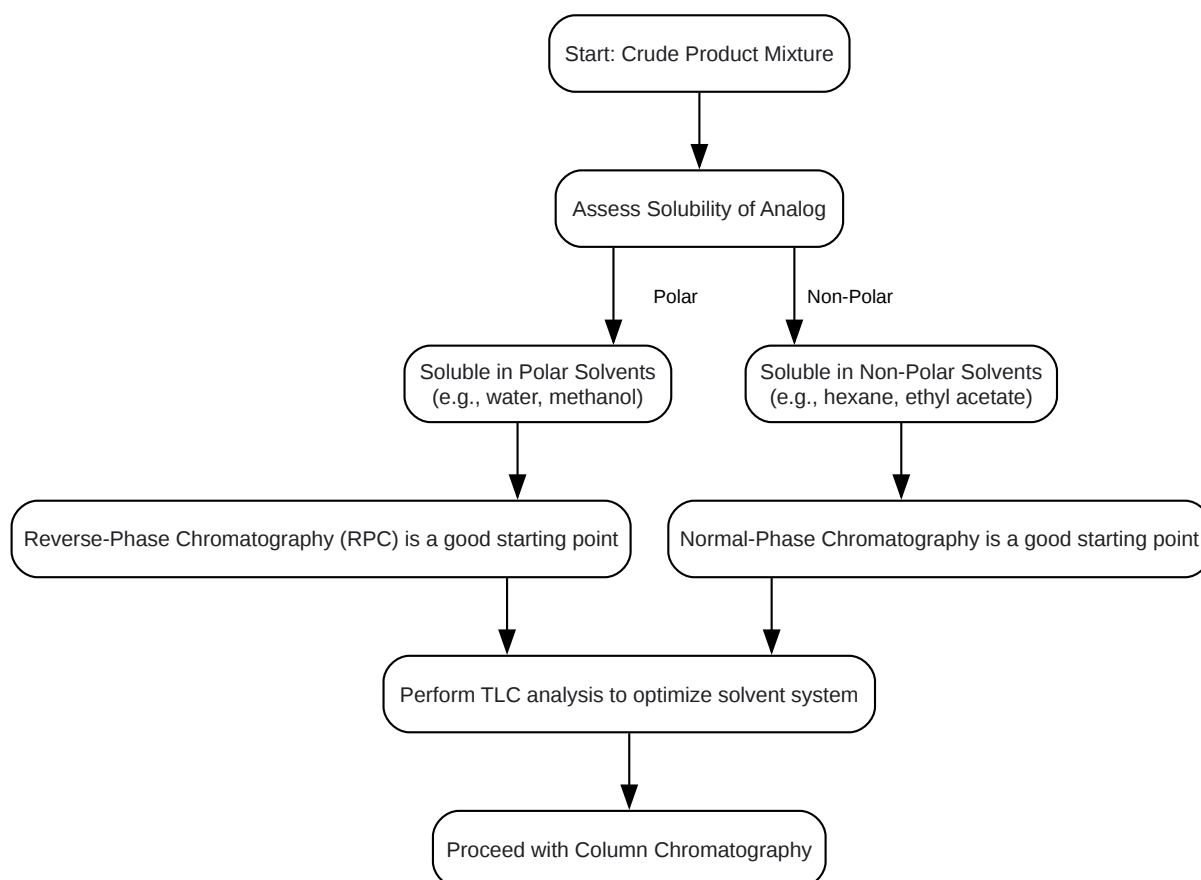 Start: Crude Product Mixture
Assess Solubility of Analog
Polar
Non-Polar
Soluble in Polar Solvents
(e.g., water, methanol)
Soluble in Non-Polar Solvents
(e.g., hexane, ethyl acetate)
Reverse-Phase Chromatography (RPC) is a good starting point
Normal-Phase Chromatography is a good starting point
Perform TLC analysis to optimize solvent system
Proceed with Column Chromatography